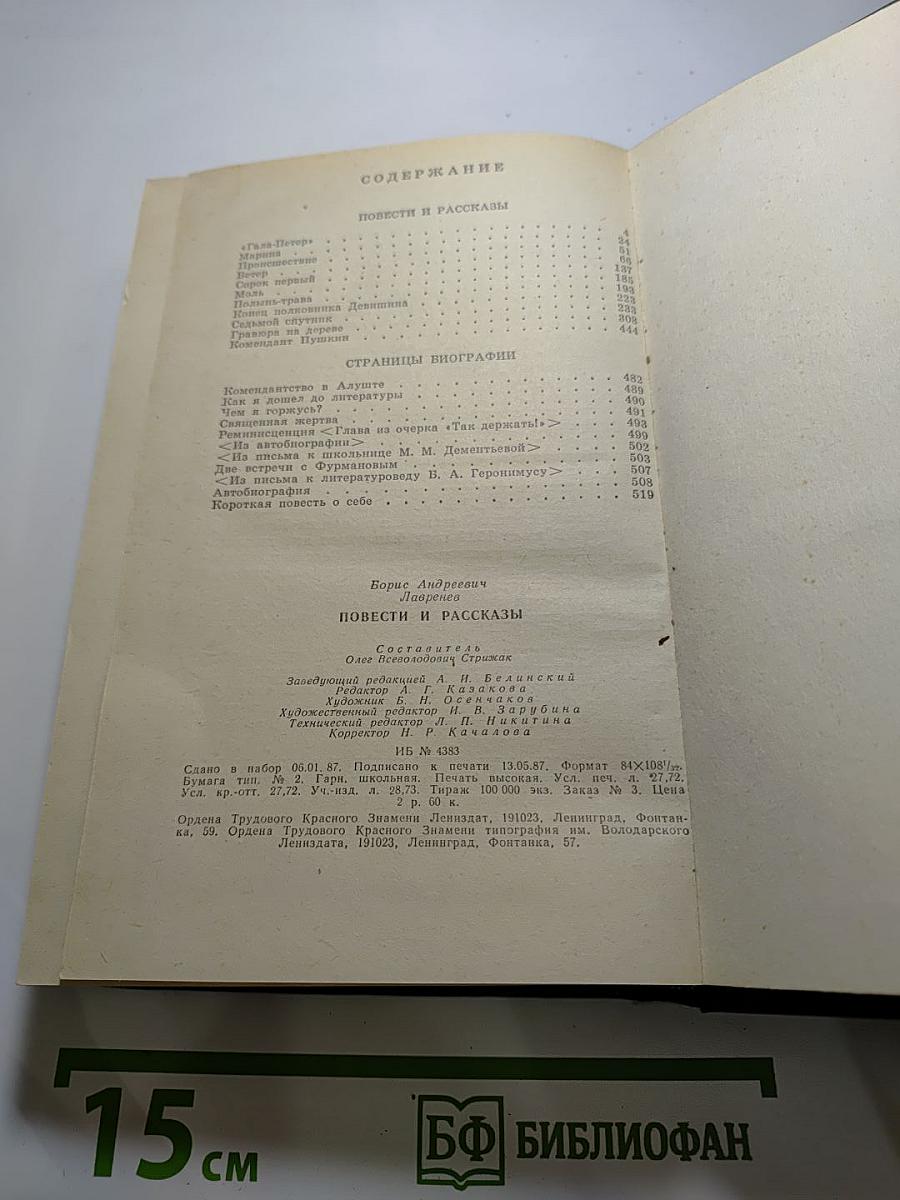 СОДЕРЖАНИЕ
ПОВЕСТИ И РАССКАЗЫ
«Гала-Петер» . . . 4
Марина . . . 24
Происшествие . . . 51
Ветер . . . 66
Сорок первый . . . 137
Моль . . . 185
Полынь-трава . . . 193
Конец полковника Девишина . . . 223
Седьмой спутник . . . 233
Гравюра на дереве . . . 303
Комендант Пушкин . . . 444
СТРАНИЦЫ БИОГРАФИИ
Комендантство в Алуште . . . 482
Как я дошел до литературы . . . 489
Чем я горжусь? . . . 490
Священная жертва . . . 491
Реминисценция <Глава из очерка «Так держать!»> . . . 493
<Из автобиографии> . . . 499
<Из письма к школьнице М. М. Дементьевой> . . . 502
Две встречи с Фурмановым . . . 503
<Из письма к литературоведу Б. А. Геронимусу> . . . 507
Автобиография . . . 508
Короткая повесть о себе . . . 519
Борис Андреевич
Лавренев
ПОВЕСТИ И РАССКАЗЫ
Составитель
Олег Всеволодович Стрижак
Заведующий редакцией А. И. Белинский
Редактор А. Г. Казакова
Художник Б. Н. Осенчаков
Художественный редактор И. В. Зарубина
Технический редактор Л. П. Никитина
Корректор Н. Р. Качалова
ИБ № 4383
Сдано в набор 06.01.87. Подписано к печати 13.05.87. Формат 84×108¹/₃₂.
Бумага тип. № 2. Гарн. школьная. Печать высокая. Усл. печ. л. 27,72.
Усл. кр.-отт. 27,72. Уч.-изд. л. 28,73. Тираж 100 000 экз. Заказ № 3. Цена
2 р. 60 к.
Ордена Трудового Красного Знамени Лениздат, 191023, Ленинград, Фонтан-
ка, 59. Ордена Трудового Красного Знамени типография им. Володарского
Лениздата, 191023, Ленинград, Фонтанка, 57.
15 см
БФ БИБЛИОФАН